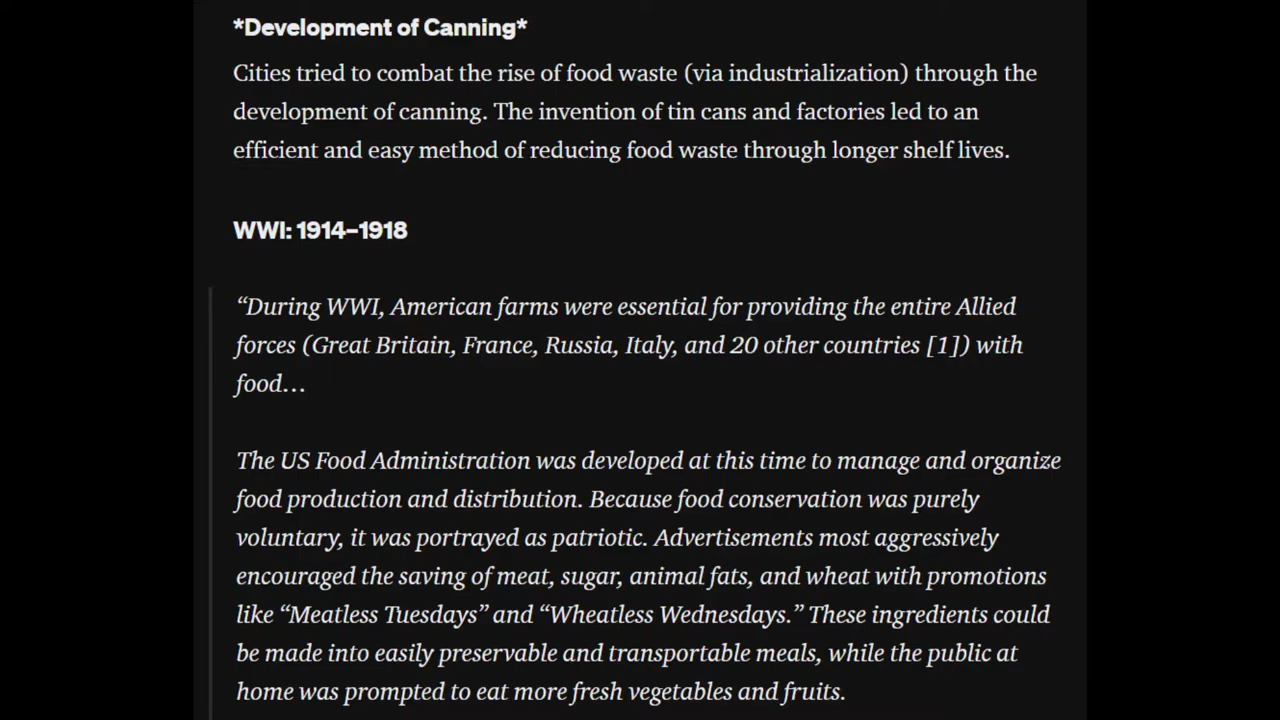 *Development of Canning*
Cities tried to combat the rise of food waste (via industrialization) through the
development of canning. The invention of tin cans and factories led to an
efficient and easy method of reducing food waste through longer shelf lives.
WWI: 1914–1918
“During WWI, American farms were essential for providing the entire Allied
forces (Great Britain, France, Russia, Italy, and 20 other countries [1]) with
food…
The US Food Administration was developed at this time to manage and organize
food production and distribution. Because food conservation was purely
voluntary, it was portrayed as patriotic. Advertisements most aggressively
encouraged the saving of meat, sugar, animal fats, and wheat with promotions
like “Meatless Tuesdays” and “Wheatless Wednesdays.” These ingredients could
be made into easily preservable and transportable meals, while the public at
home was prompted to eat more fresh vegetables and fruits.